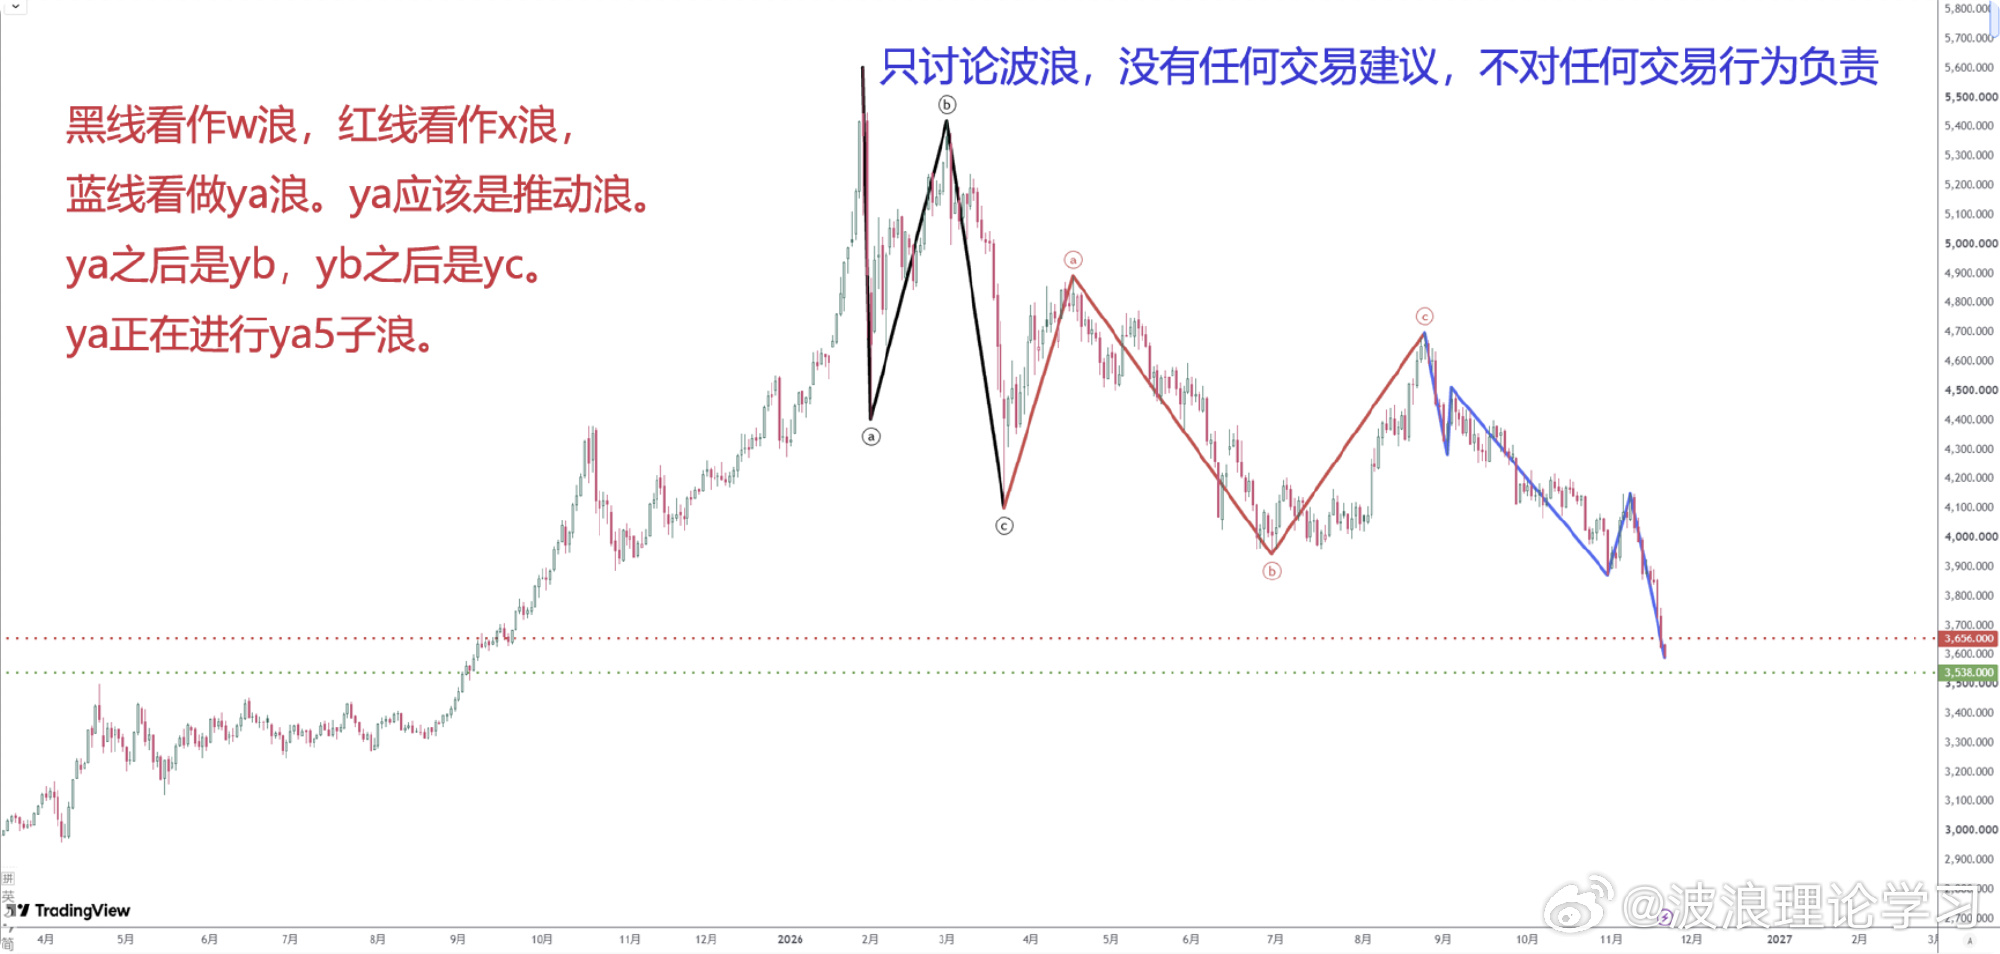 只讨论波浪，没有任何交易建议，不对任何交易行为负责
黑线看作w浪，红线看作x浪，
蓝线看做ya浪。ya应该是推动浪。
ya之后是yb，yb之后是yc。
ya正在进行ya5子浪。
a
b
c
a
b
c
5,800.000
5,700.000
5,600.000
5,500.000
5,400.000
5,300.000
5,200.000
5,100.000
5,000.000
4,900.000
4,800.000
4,700.000
4,600.000
4,500.000
4,400.000
4,300.000
4,200.000
4,100.000
4,000.000
3,900.000
3,800.000
3,700.000
3,656.000
3,600.000
3,538.000
3,500.000
3,400.000
3,300.000
3,200.000
3,100.000
3,000.000
2,900.000
2,700.000
拼
英
简
TradingView
@波浪理论学习
4月 5月 6月 7月 8月 9月 10月 11月 12月 2026 2月 3月 4月 5月 6月 7月 8月 9月 10月 11月 12月 2027 2月
A